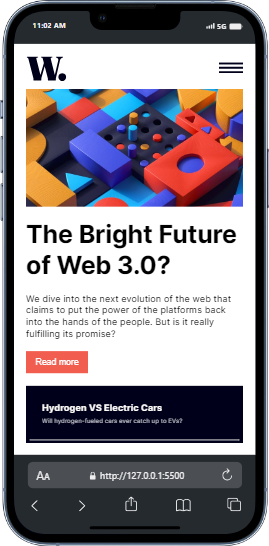 11:02 AM
5G
W.
The Bright Future
of Web 3.0?
We dive into the next evolution of the web that
claims to put the power of the platforms back
into the hands of the people. But is it really
fulfilling its promise?
Read more
Hydrogen VS Electric Cars
Will hydrogen-fueled cars ever catch up to EVs?
AA
http://127.0.0.1:5500